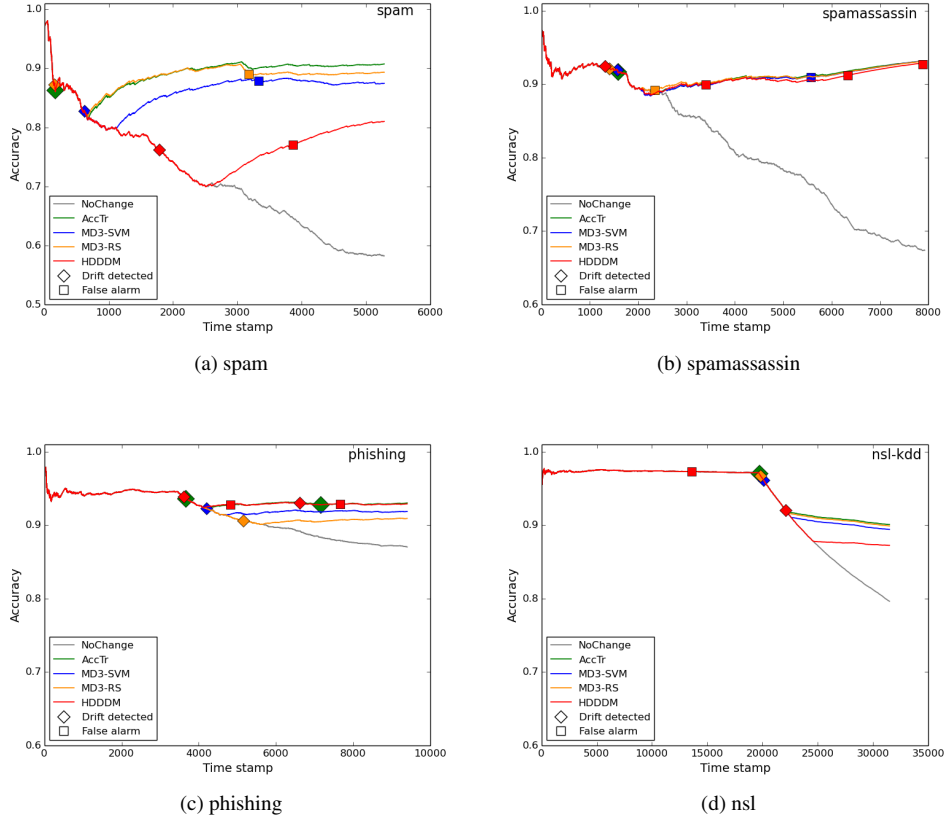 spam
1.0
0.9
0.8
0.7
0.6
0.5
Accuracy
NoChange
AccTr
MD3-SVM
MD3-RS
HDDDM
Drift detected
False alarm
0 1000 2000 3000 4000 5000 6000
Time stamp
(a) spam
spamassassin
1.0
0.9
0.8
0.7
0.6
Accuracy
NoChange
AccTr
MD3-SVM
MD3-RS
HDDDM
Drift detected
False alarm
0 1000 2000 3000 4000 5000 6000 7000 8000
Time stamp
(b) spamassassin
phishing
1.0
0.9
0.8
0.7
0.6
Accuracy
NoChange
AccTr
MD3-SVM
MD3-RS
HDDDM
Drift detected
False alarm
0 2000 4000 6000 8000 10000
Time stamp
(c) phishing
nsl-kdd
1.0
0.9
0.8
0.7
0.6
Accuracy
NoChange
AccTr
MD3-SVM
MD3-RS
HDDDM
Drift detected
False alarm
0 5000 10000 15000 20000 25000 30000 35000
Time stamp
(d) nsl